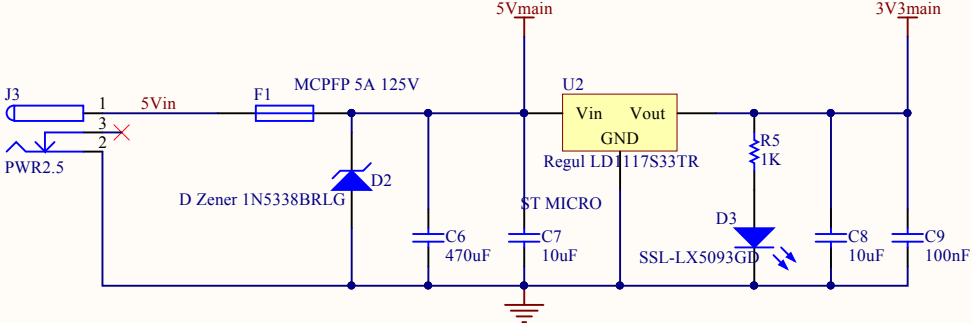 5Vmain
3V3main
J3
1
5Vin
F1
MCPFP 5A 125V
U2
3
2
PWR2.5
Vin
Vout
GND
Regul LD1117S33TR
R5
1K
D2
D Zener 1N5338BRLG
ST MICRO
D3
SSL-LX5093GD
C6
470uF
C7
10uF
C8
10uF
C9
100nF